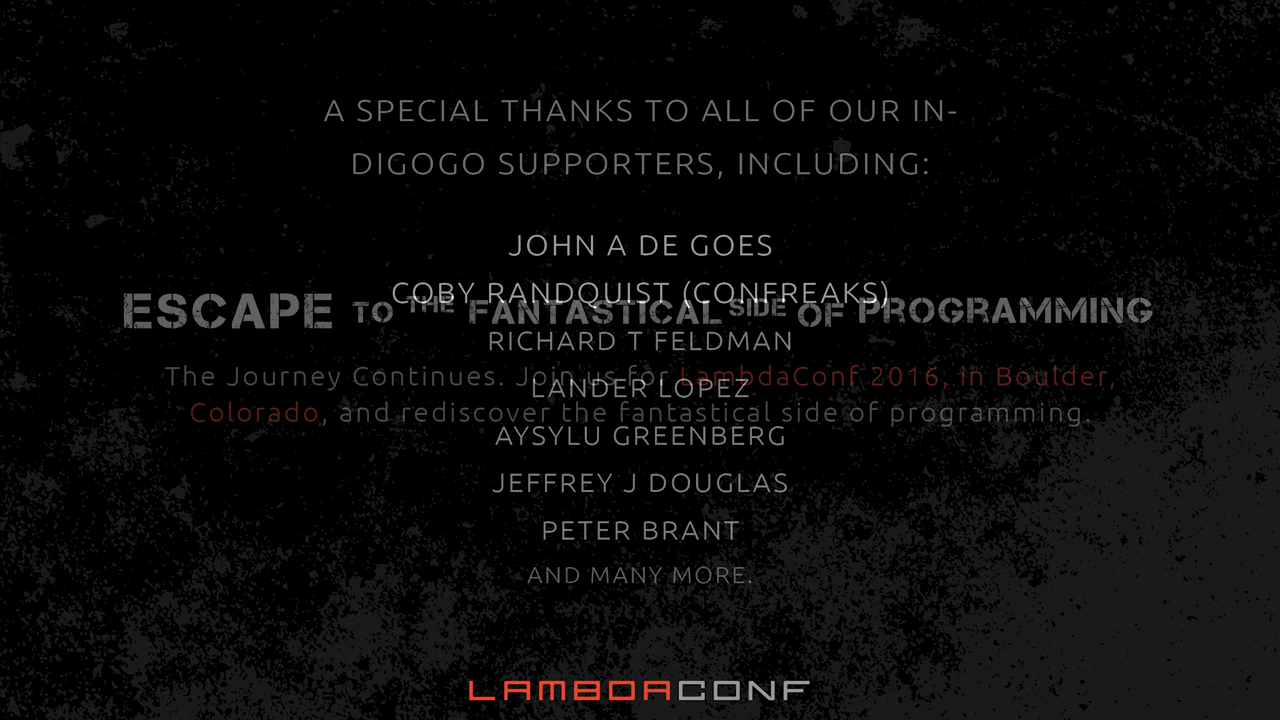 A SPECIAL THANKS TO ALL OF OUR IN-
DIGOGO SUPPORTERS, INCLUDING:
JOHN A DE GOES
COBY RANDQUIST (CONFREAKS)
ESCAPE TO THE FANTASTICAL SIDE OF PROGRAMMING
RICHARD T FELDMAN
The Journey Continues. Join us for LambdaConf 2016, in Boulder,
LANDER LOPEZ
Colorado, and rediscover the fantastical side of programming.
AYSYLU GREENBERG
JEFFREY J DOUGLAS
PETER BRANT
AND MANY MORE.
LAMBDACONF